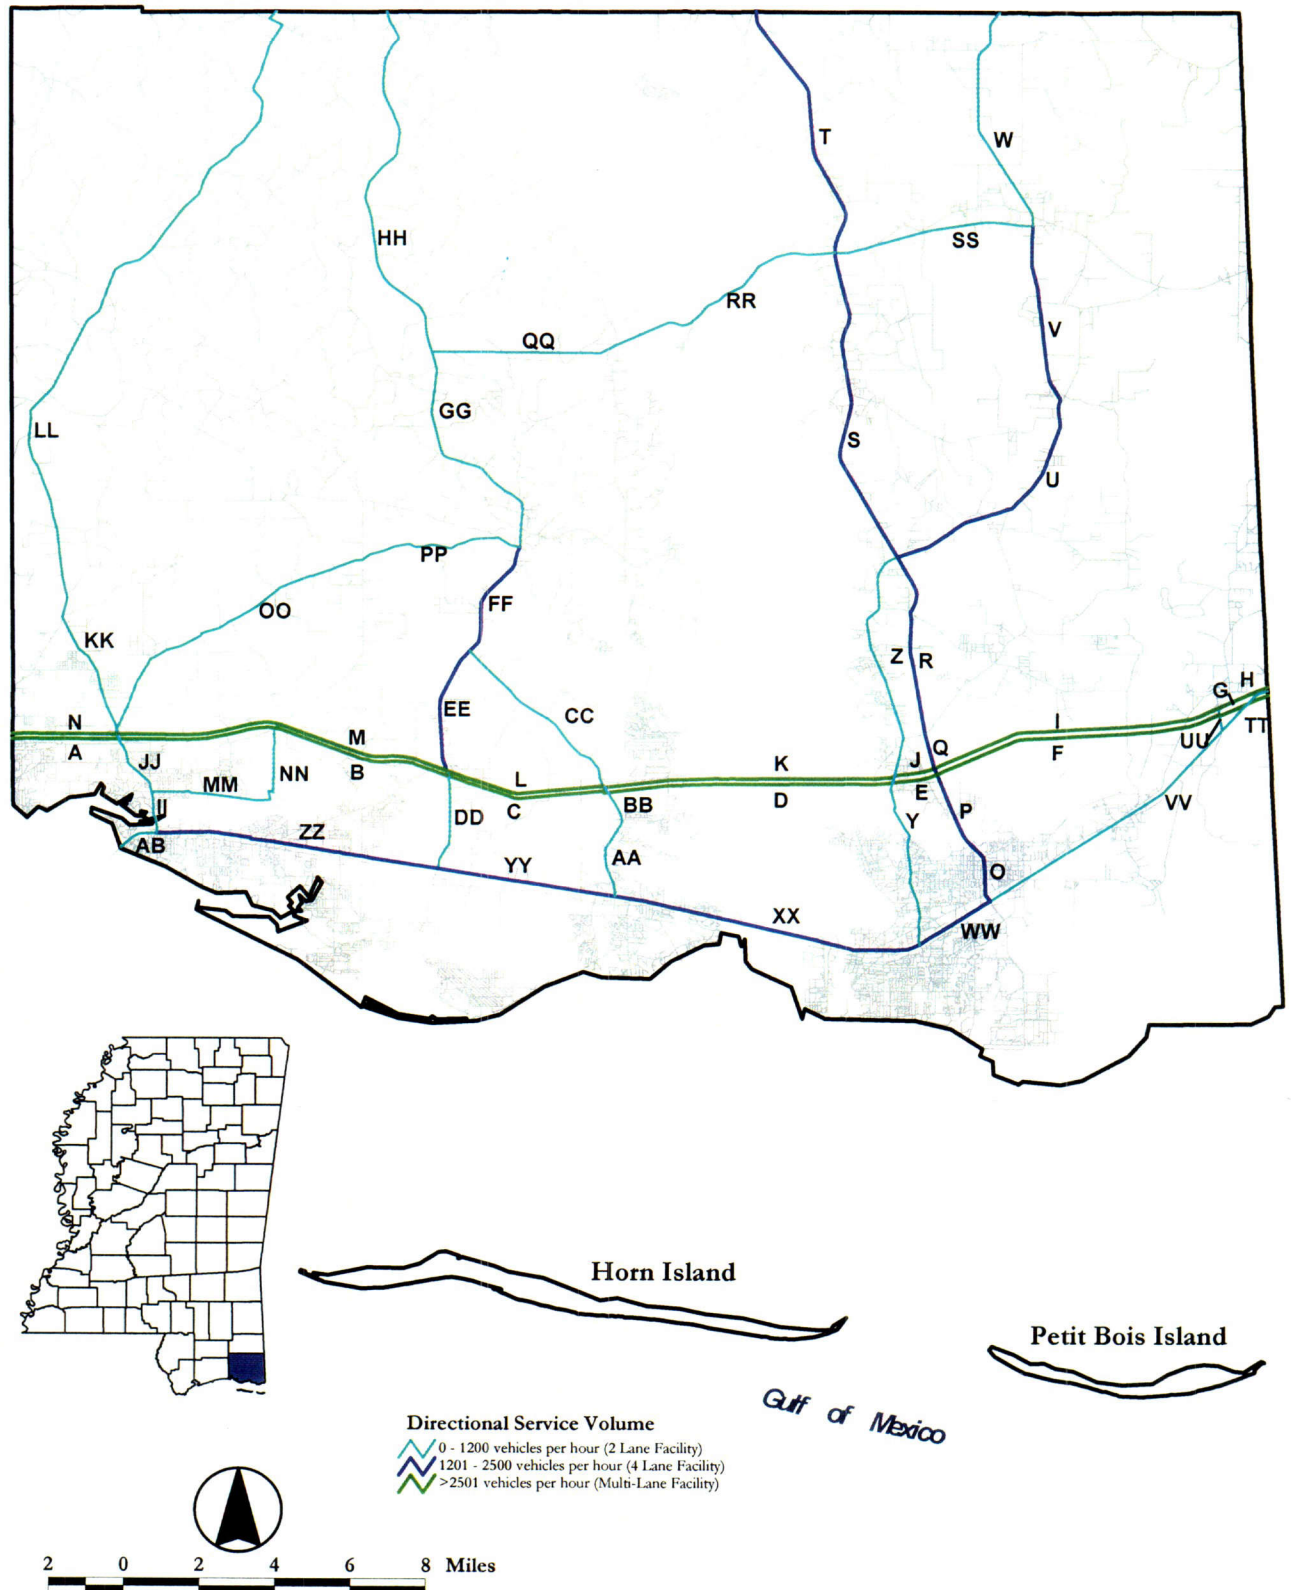 T
W
HH
SS
RR
V
QQ
GG
LL
S
U
PP
FF
OO
KK
Z R
H
G
EE
CC
N
M
I
Q
UU
TT
A
JJ
B
J
F
NN
L
K
E
MM
II
C
BB
D
VV
DD
P
Y
ZZ
AB
YY
AA
O
XX
WW
Horn Island
Petit Bois Island
Gulf of Mexico
Directional Service Volume
0 - 1200 vehicles per hour (2 Lane Facility)
1201 - 2500 vehicles per hour (4 Lane Facility)
>2501 vehicles per hour (Multi-Lane Facility)
2 0 2 4 6 8 Miles